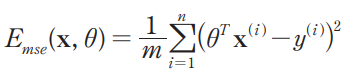 E_mse(x, θ) = 1/m ∑_{i=1}^{n} (θ^T x^(i) − y^(i))^2